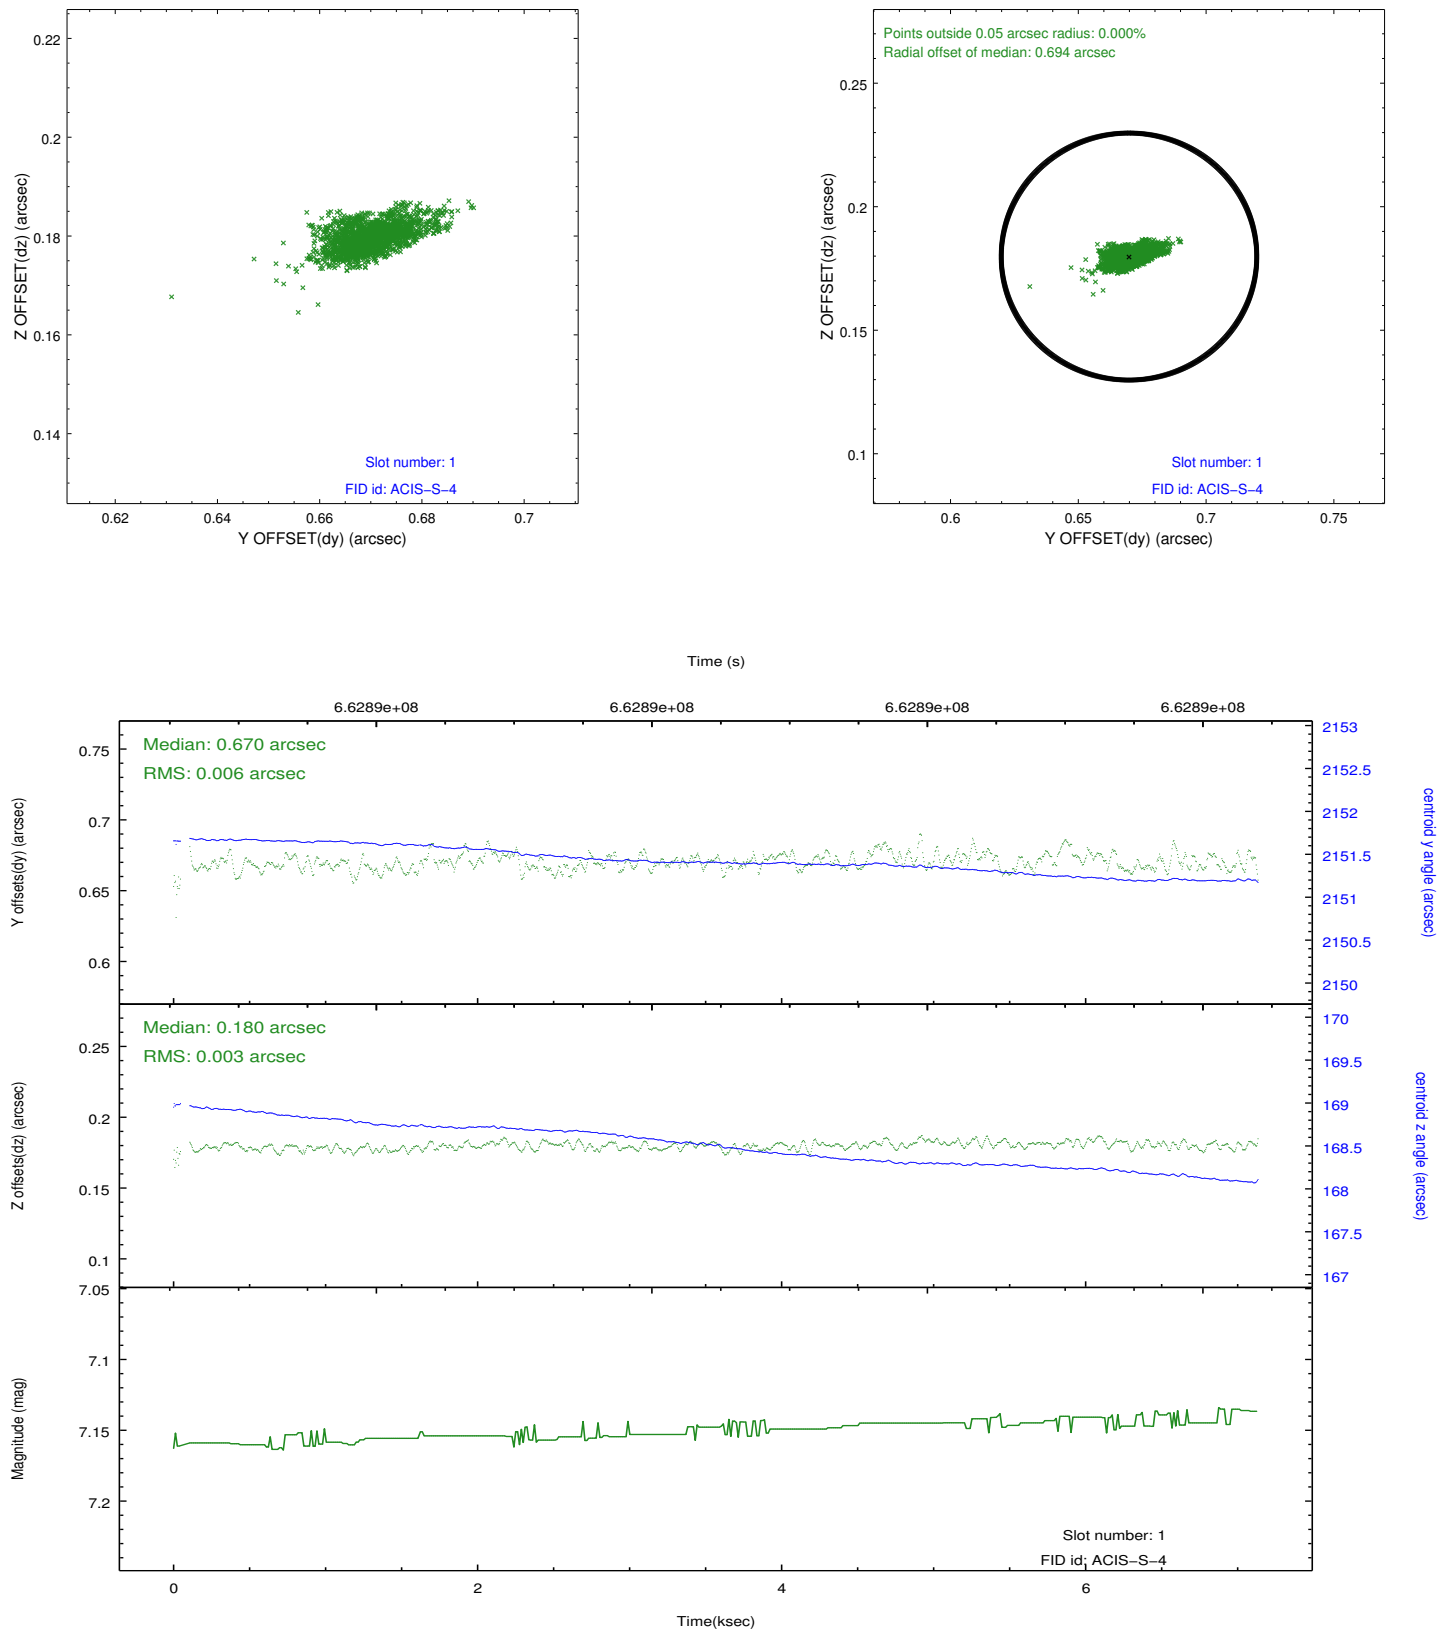 0.22
0.2
0.18
0.16
0.14
Z OFFSET(dz) (arcsec)
Slot number: 1
FID id: ACIS−S−4
0.62 0.64 0.66 0.68 0.7
Y OFFSET(dy) (arcsec)
Points outside 0.05 arcsec radius: 0.000%
Radial offset of median: 0.694 arcsec
0.25
0.2
0.15
0.1
Z OFFSET(dz) (arcsec)
Slot number: 1
FID id: ACIS−S−4
0.6 0.65 0.7 0.75
Y OFFSET(dy) (arcsec)
Time (s)
6.6289e+08 6.6289e+08 6.6289e+08 6.6289e+08
Median: 0.670 arcsec
RMS: 0.006 arcsec
0.75
0.7
0.65
0.6
Y offsets(dy) (arcsec)
2153
2152.5
2152
2151.5
2151
2150.5
2150
centroid y angle (arcsec)
Median: 0.180 arcsec
RMS: 0.003 arcsec
0.25
0.2
0.15
0.1
Z offsets(dz) (arcsec)
170
169.5
169
168.5
168
167.5
167
centroid z angle (arcsec)
7.05
7.1
7.15
7.2
Magnitude (mag)
Slot number: 1
FID id: ACIS−S−4
0 2 4 6
Time(ksec)